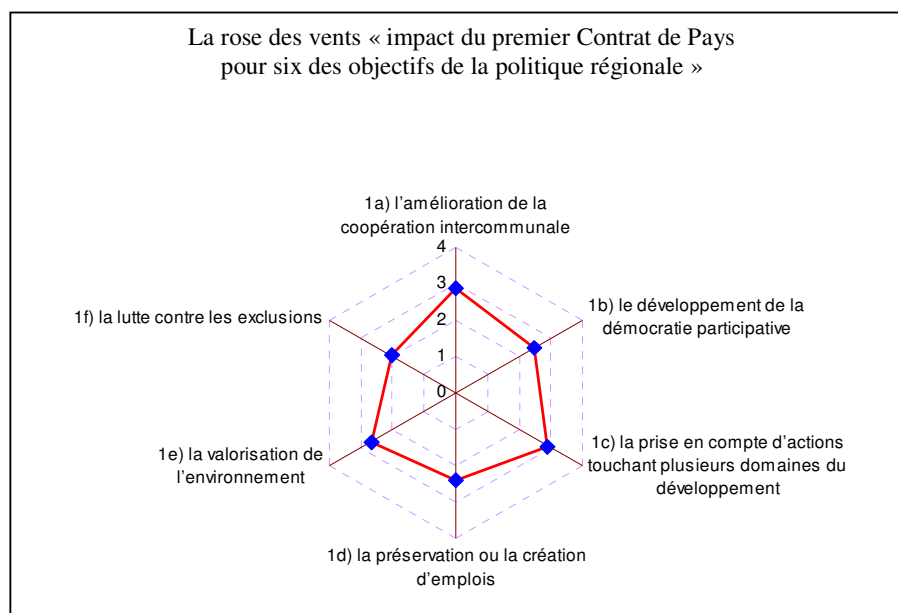 La rose des vents « impact du premier Contrat de Pays
pour six des objectifs de la politique régionale »
1a) l’amélioration de la
coopération intercommunale
4
3
2
1
0
1b) le développement de la
démocratie participative
1c) la prise en compte d’actions
touchant plusieurs domaines du
développement
1d) la préservation ou la création
d’emplois
1e) la valorisation de
l’environnement
1f) la lutte contre les exclusions